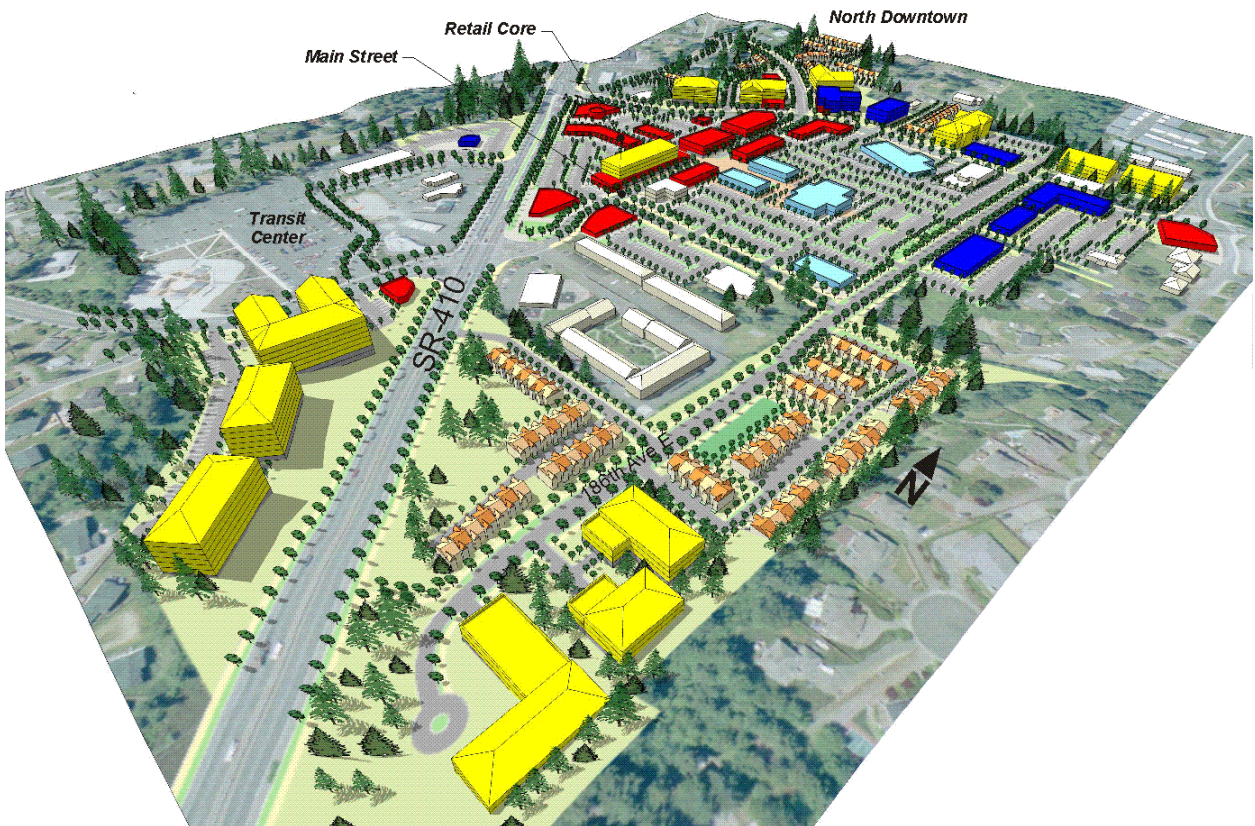 North Downtown
Retail Core
Main Street
Transit
Center
SR-410
186th Ave E
N